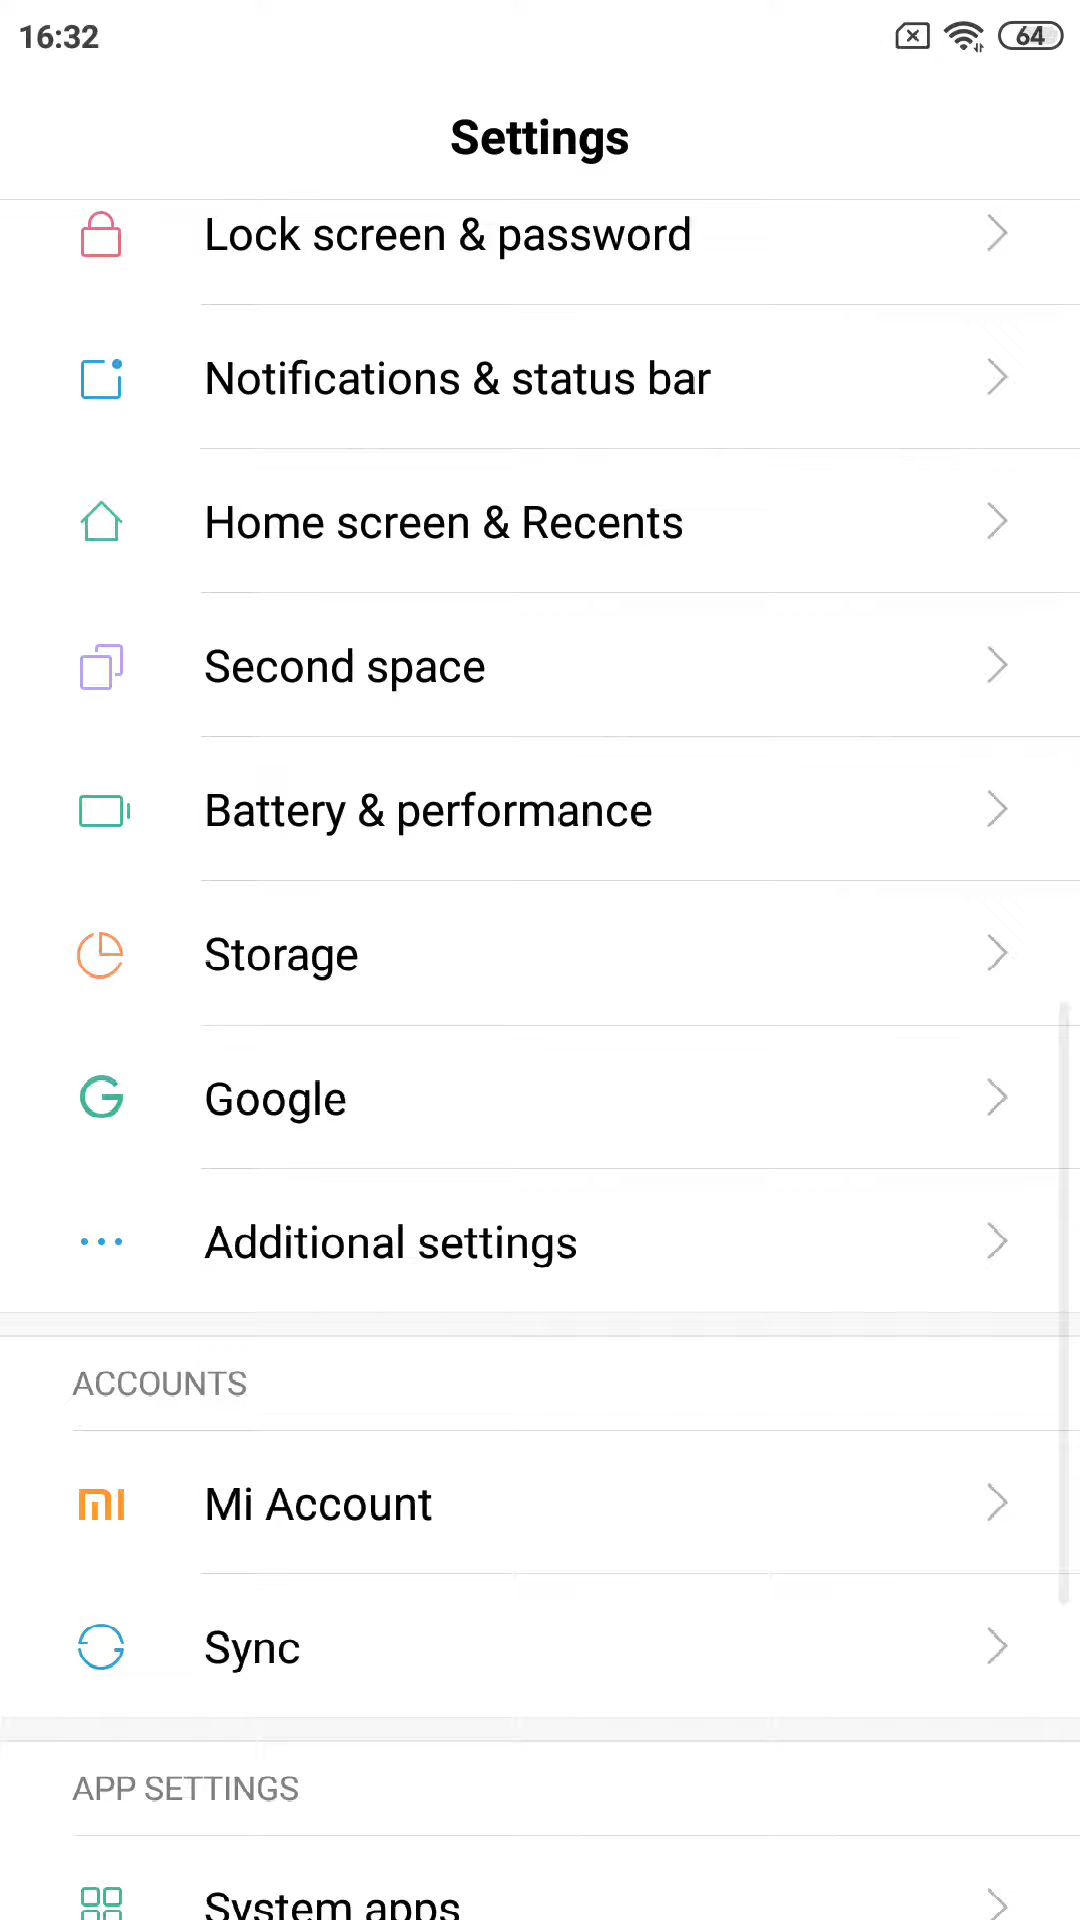 16:32
64
Settings
Lock screen & password
Notifications & status bar
Home screen & Recents
Second space
Battery & performance
Storage
Google
Additional settings
ACCOUNTS
Mi Account
Sync
APP SETTINGS
System apps